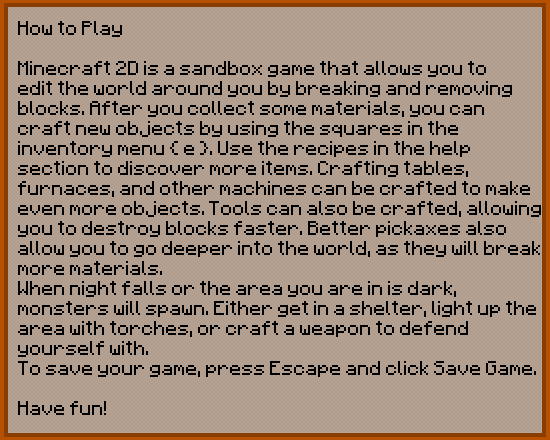 How to Play
Minecraft 2D is a sandbox game that allows you to
edit the world around you by breaking and removing
blocks. After you collect some materials, you can
craft new objects by using the squares in the
inventory menu ( e ). Use the recipes in the help
section to discover more items. Crafting tables,
furnaces, and other machines can be crafted to make
even more objects. Tools can also be crafted, allowing
you to destroy blocks faster. Better pickaxes also
allow you to go deeper into the world, as they will break
more materials.
When night falls or the area you are in is dark,
monsters will spawn. Either get in a shelter, light up the
area with torches, or craft a weapon to defend
yourself with.
To save your game, press Escape and click Save Game.
Have fun!